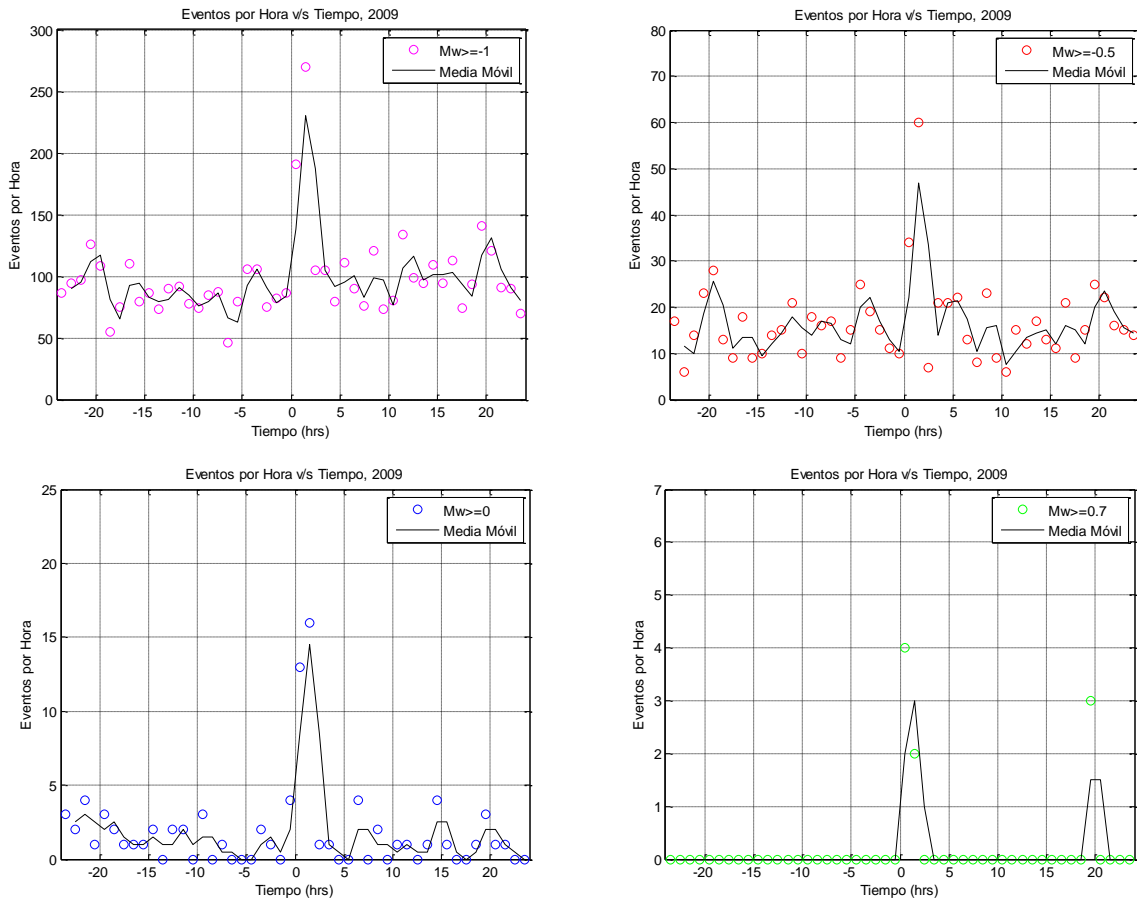 Eventos por Hora v/s Tiempo, 2009
300
250
200
150
100
50
0
Eventos por Hora
Mw>=-1
Media Móvil
-20 -15 -10 -5 0 5 10 15 20
Tiempo (hrs)
Eventos por Hora v/s Tiempo, 2009
80
70
60
50
40
30
20
10
0
Eventos por Hora
Mw>=-0.5
Media Móvil
-20 -15 -10 -5 0 5 10 15 20
Tiempo (hrs)
Eventos por Hora v/s Tiempo, 2009
25
20
15
10
5
0
Eventos por Hora
Mw>=0
Media Móvil
-20 -15 -10 -5 0 5 10 15 20
Tiempo (hrs)
Eventos por Hora v/s Tiempo, 2009
7
6
5
4
3
2
1
0
Eventos por Hora
Mw>=0.7
Media Móvil
-20 -15 -10 -5 0 5 10 15 20
Tiempo (hrs)